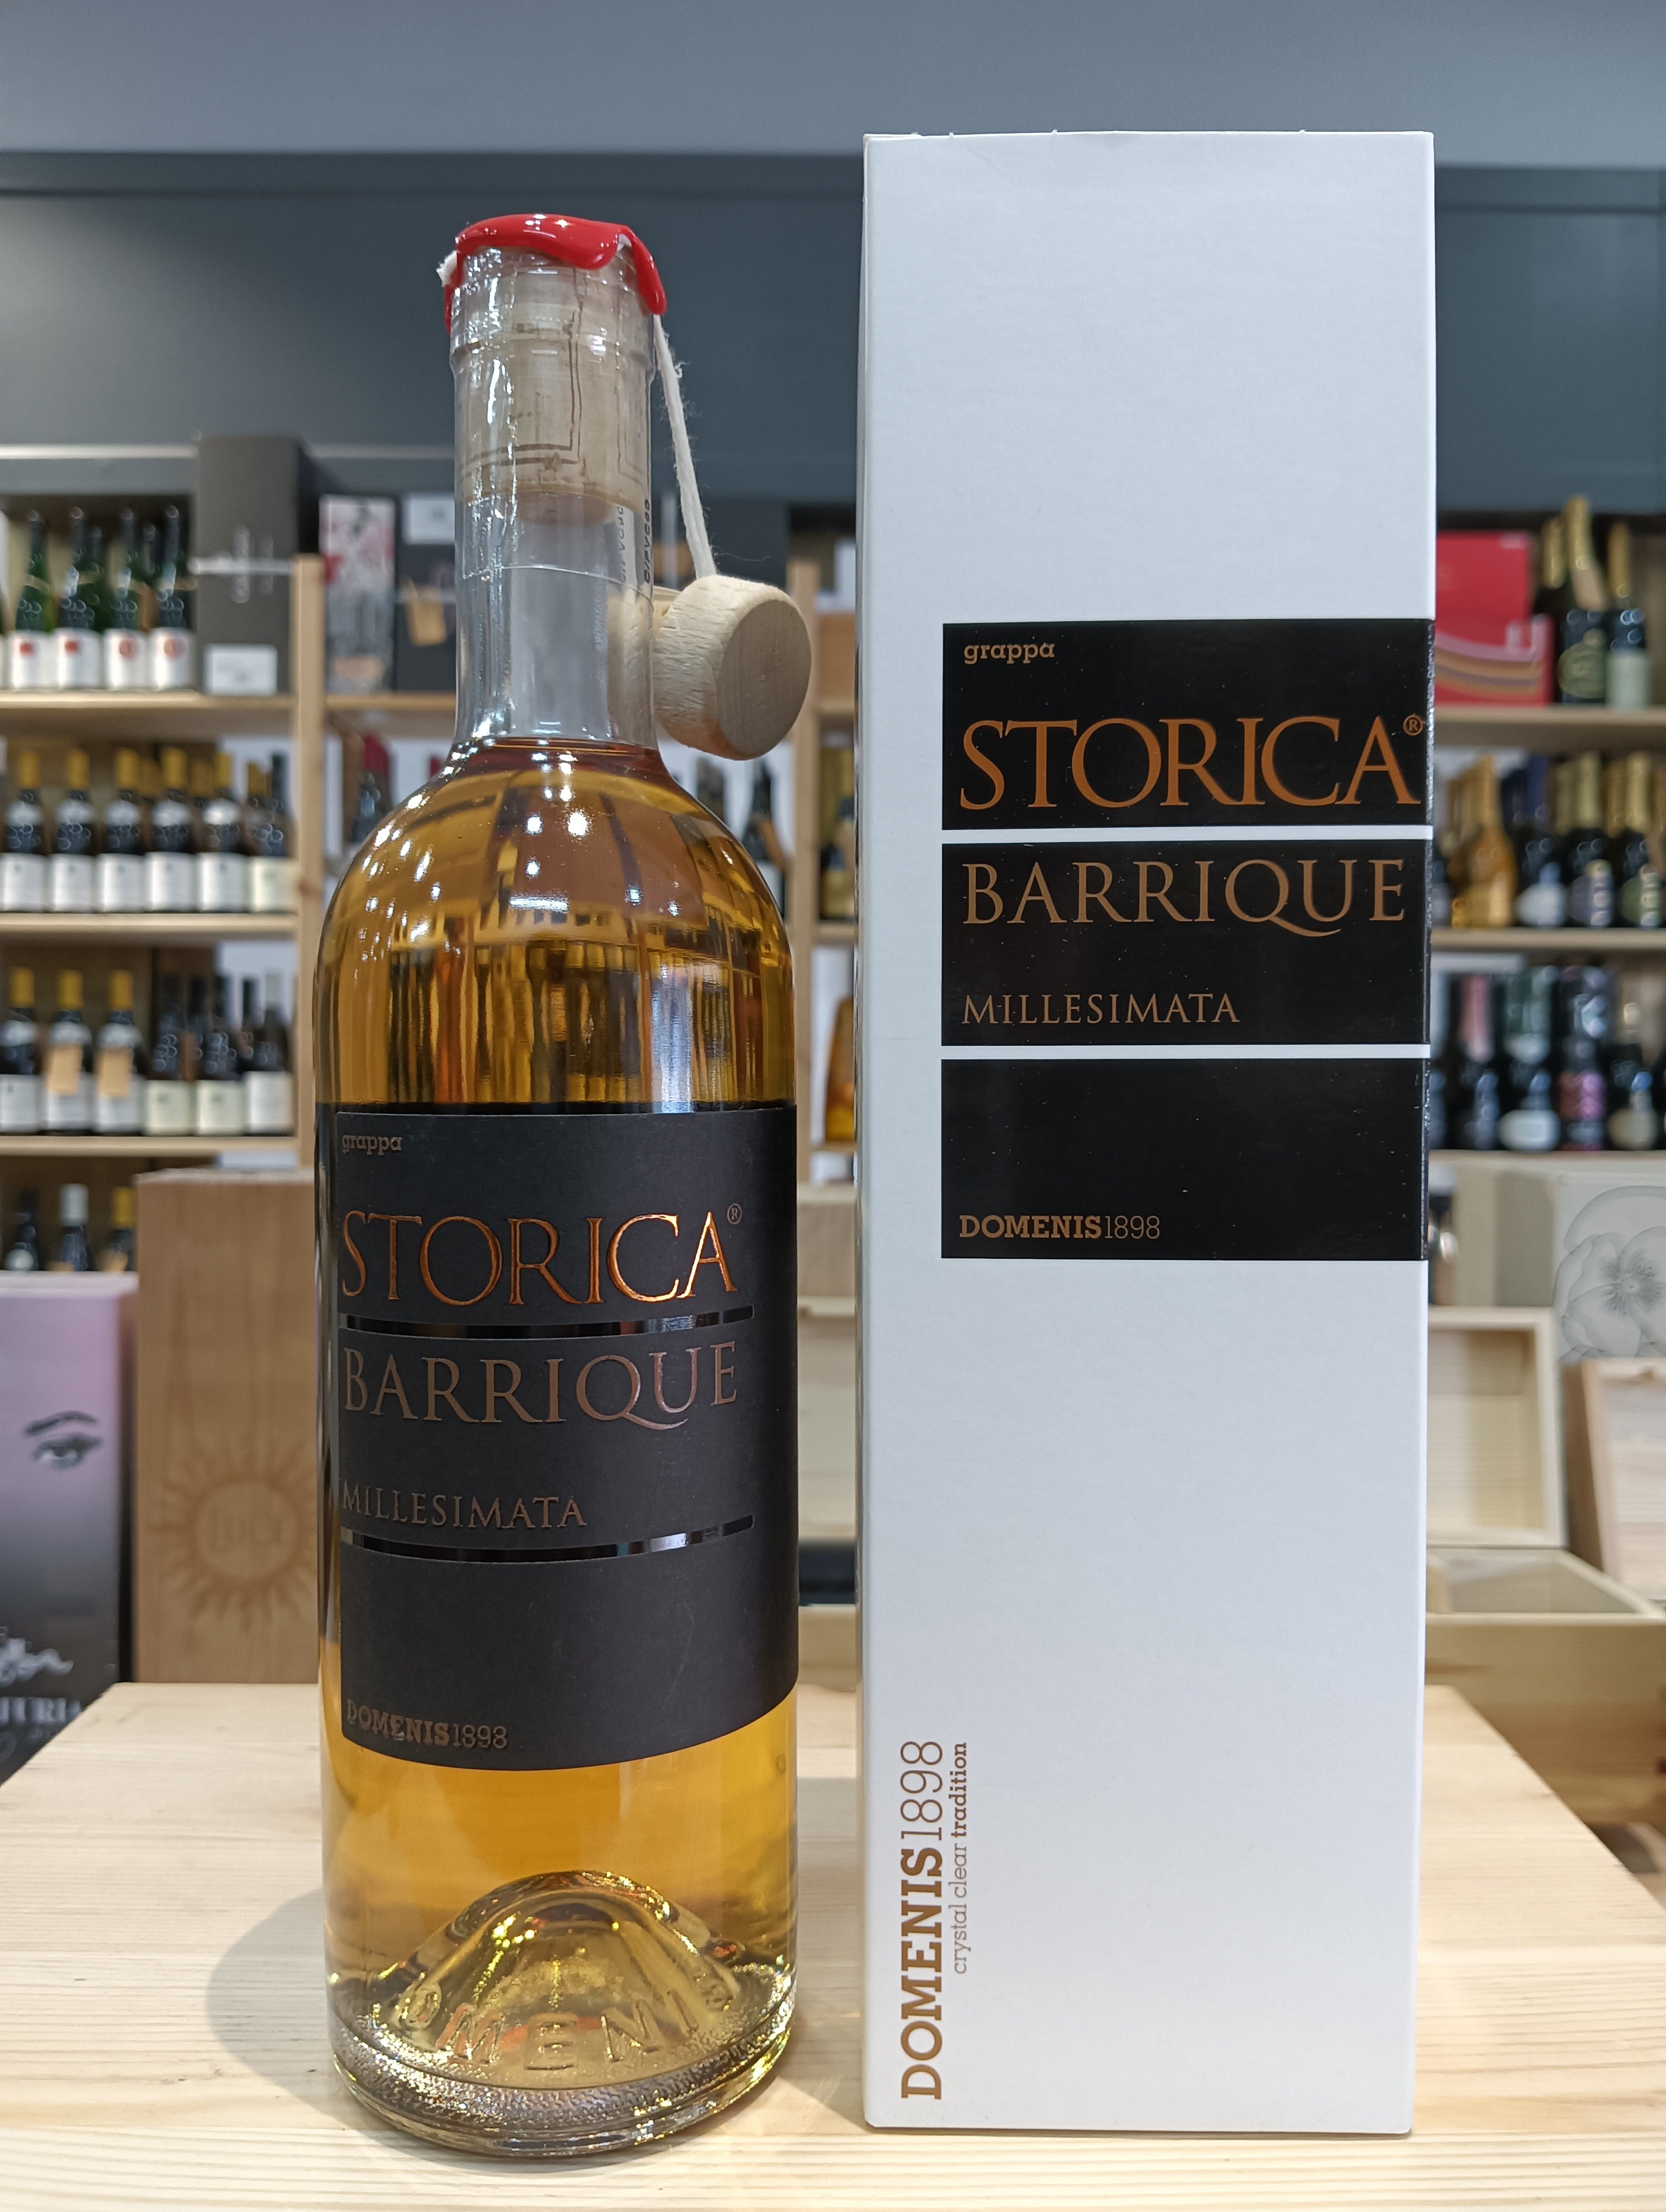 grappa
STORICA®
BARRIQUE
MILLESIMATA
DOMENIS1898
grappa
STORICA®
BARRIQUE
MILLESIMATA
DOMENIS1898
DOMENIS1898
crystal clear tradition